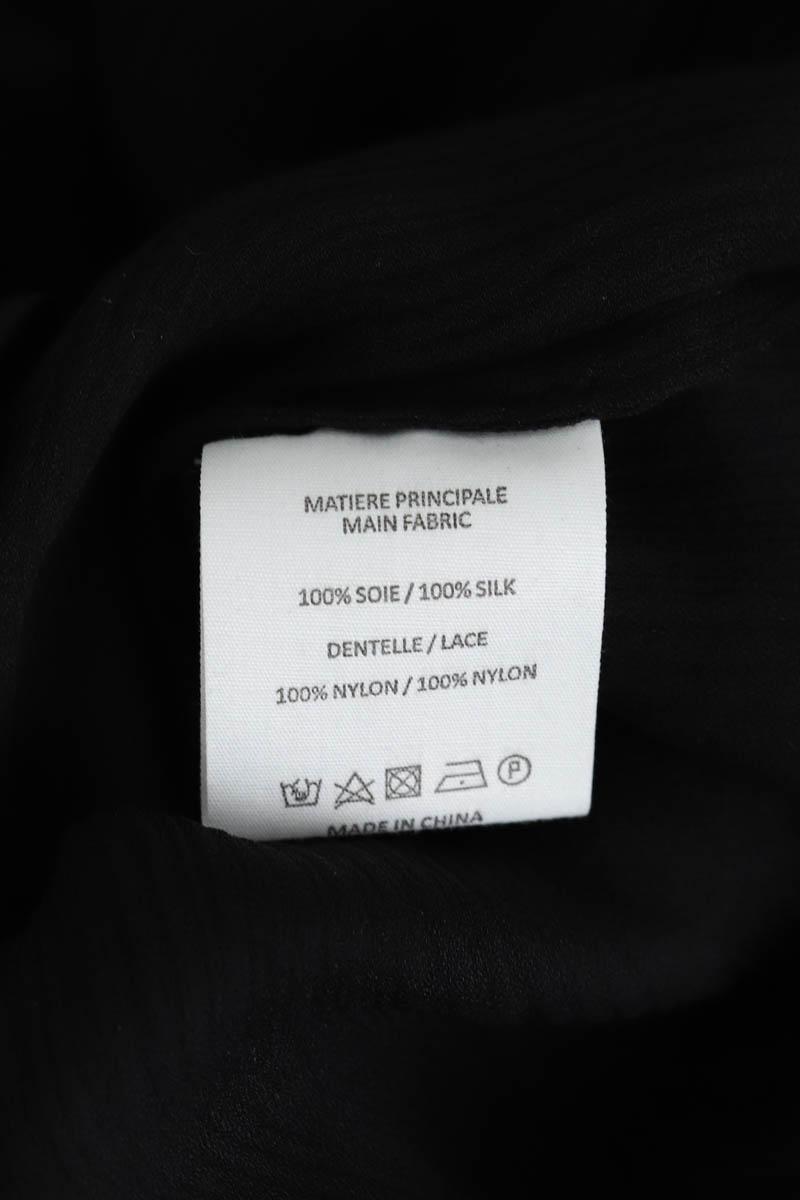 MATIERE PRINCIPALE
MAIN FABRIC
100% SOIE / 100% SILK
DENTELLE / LACE
100% NYLON / 100% NYLON
P
MADE IN CHINA